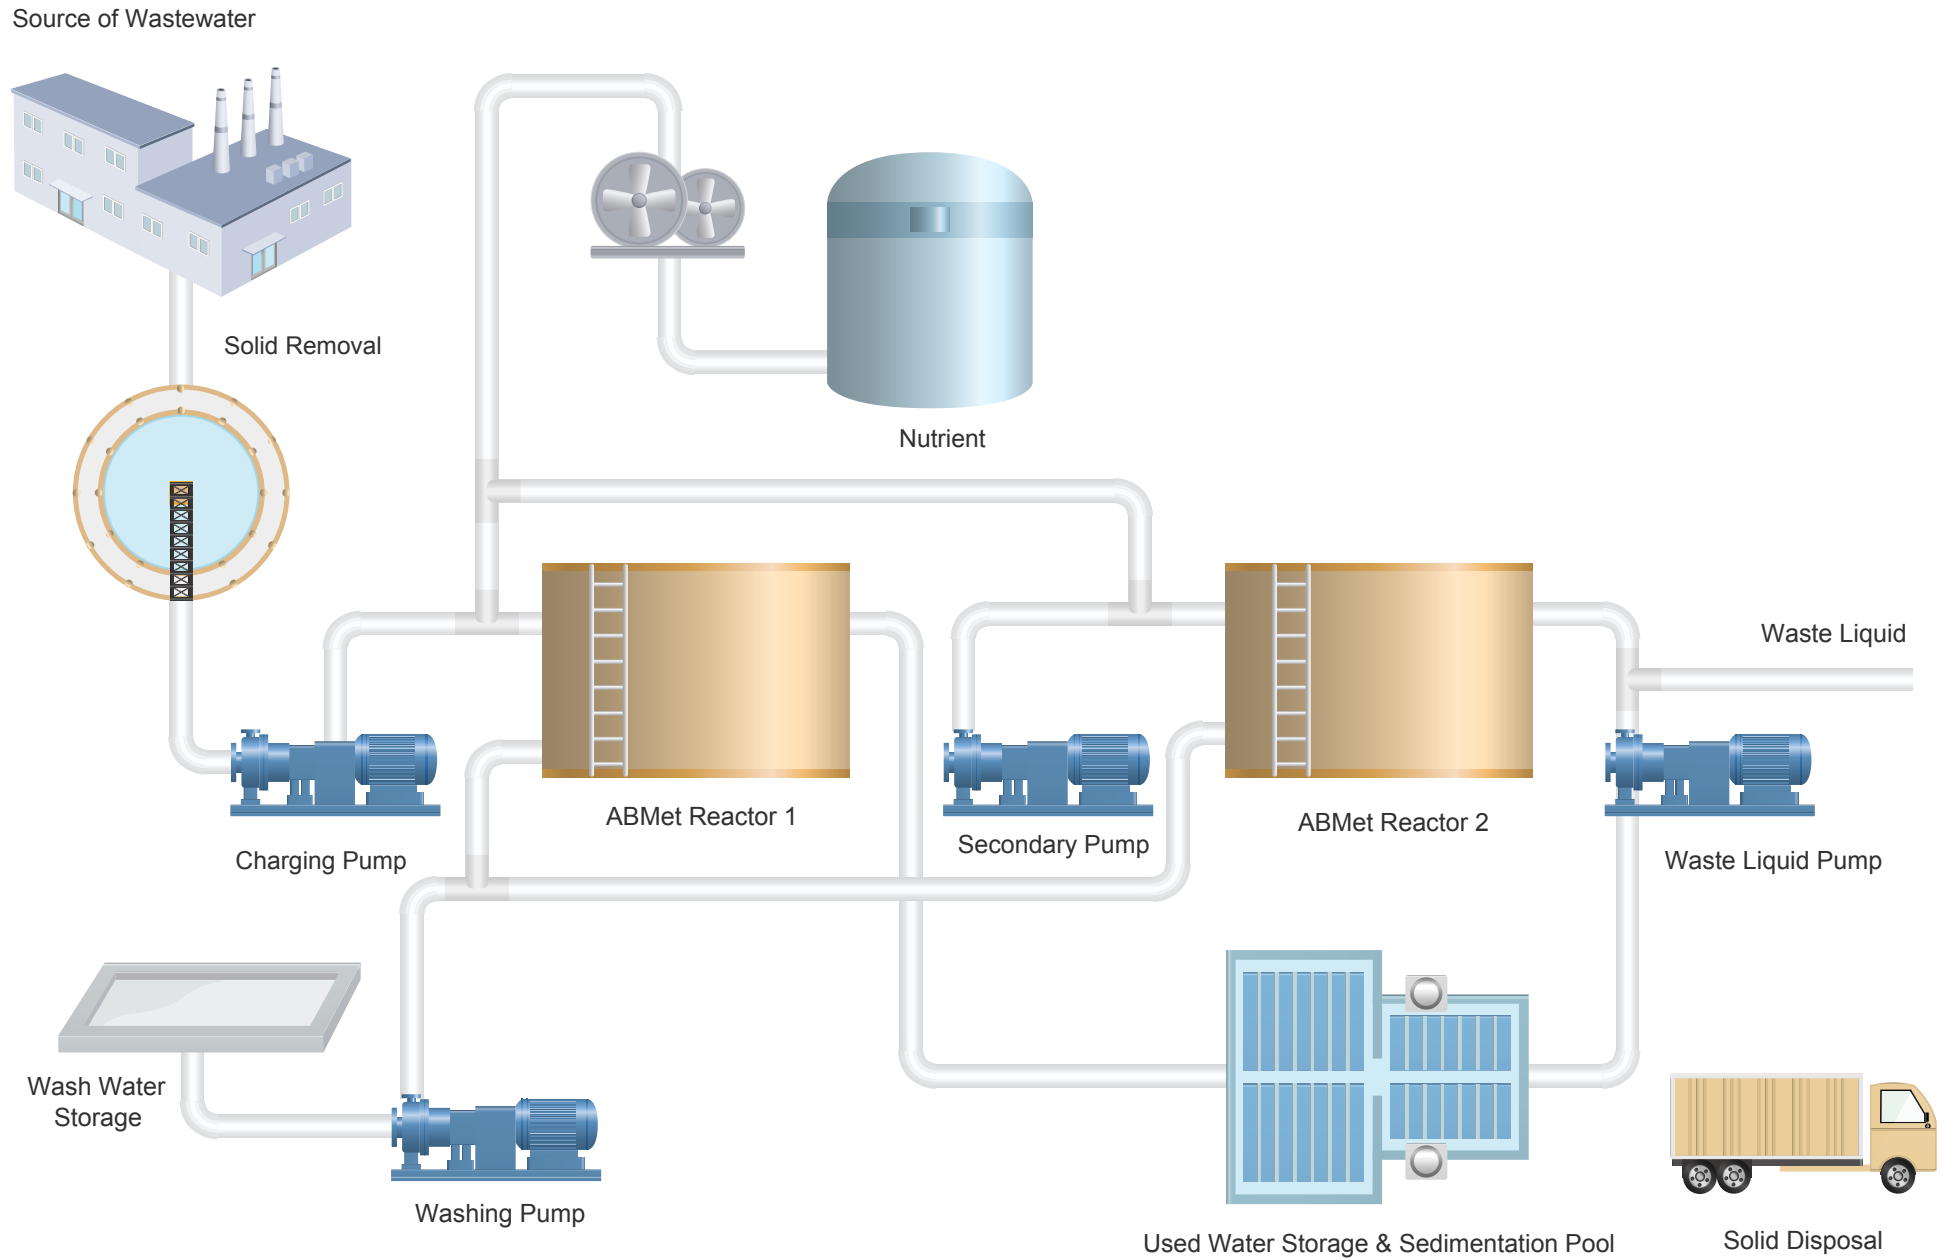 Source of Wastewater
Solid Removal
Nutrient
Waste Liquid
ABMet Reactor 1
ABMet Reactor 2
Secondary Pump
Charging Pump
Waste Liquid Pump
Wash Water
Storage
Washing Pump
Used Water Storage & Sedimentation Pool
Solid Disposal